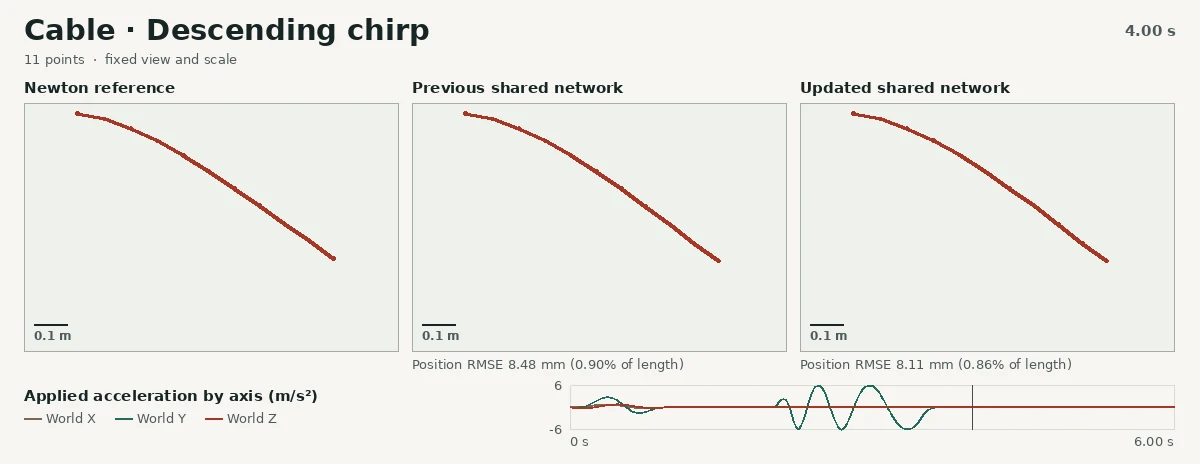 Cable · Descending chirp
4.00 s
11 points · fixed view and scale
Newton reference
Previous shared network
Updated shared network
0.1 m
0.1 m
0.1 m
Position RMSE 8.48 mm (0.90% of length)
Position RMSE 8.11 mm (0.86% of length)
Applied acceleration by axis (m/s²)
World X
World Y
World Z
6
-6
0 s
6.00 s